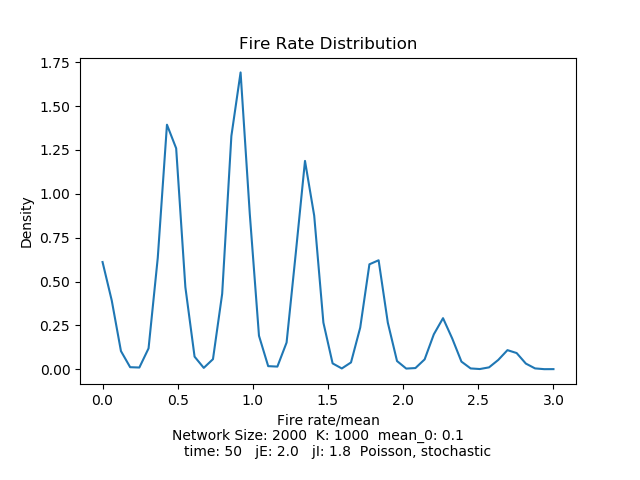 Fire Rate Distribution
1.75
1.50
1.25
1.00
0.75
0.50
0.25
0.00
Density
0.0 0.5 1.0 1.5 2.0 2.5 3.0
Fire rate/mean
Network Size: 2000 K: 1000 mean_0: 0.1
time: 50 jE: 2.0 jI: 1.8 Poisson, stochastic